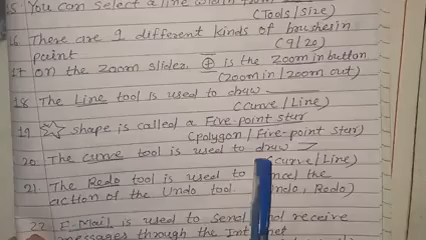 15 You can select a line width from
(Tools/Size)
16 There are 9 different kinds of brushes in
paint (9/20)
17 on the zoom slider, ⊕ is the zoom in button
(zoom in/zoom out)
18 The Line tool is used to draw
(Curve/Line)
19 shape is called a Five-point star
(polygon/Five-point star)
20 The curve tool is used to draw
(curve/Line)
21 The Redo tool is used to the
action of the Undo tool Redo)
22 E-Mail is used to send and receive
messages through the